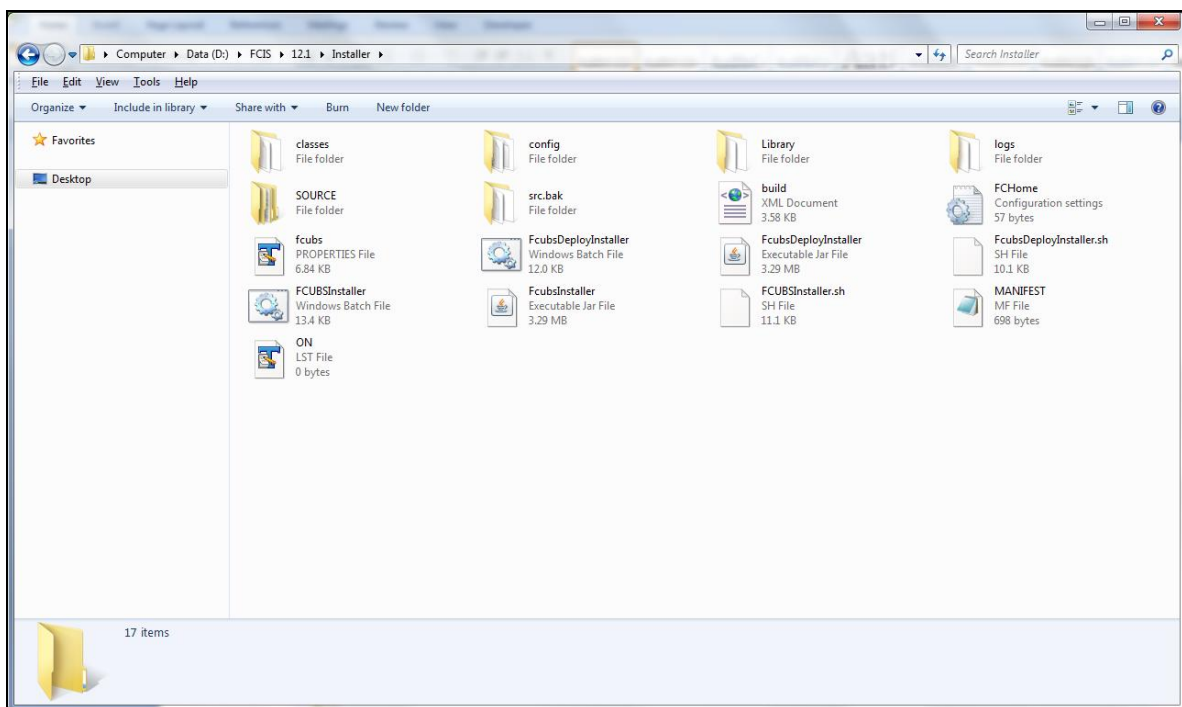 Computer ▸ Data (D:) ▸ FCIS ▸ 12.1 ▸ Installer ▸
Search Installer
File Edit View Tools Help
Organize Include in library Share with Burn New folder
Favorites
Desktop
classes
File folder
config
File folder
Library
File folder
logs
File folder
SOURCE
File folder
src.bak
File folder
build
XML Document
3.58 KB
FCHome
Configuration settings
57 bytes
fcubs
PROPERTIES File
6.84 KB
FcubsDeployInstaller
Windows Batch File
12.0 KB
FcubsDeployInstaller
Executable Jar File
3.29 MB
FcubsDeployInstaller.sh
SH File
10.1 KB
FCUBSInstaller
Windows Batch File
13.4 KB
FcubsInstaller
Executable Jar File
3.29 MB
FCUBSInstaller.sh
SH File
11.1 KB
MANIFEST
MF File
698 bytes
ON
LST File
0 bytes
17 items